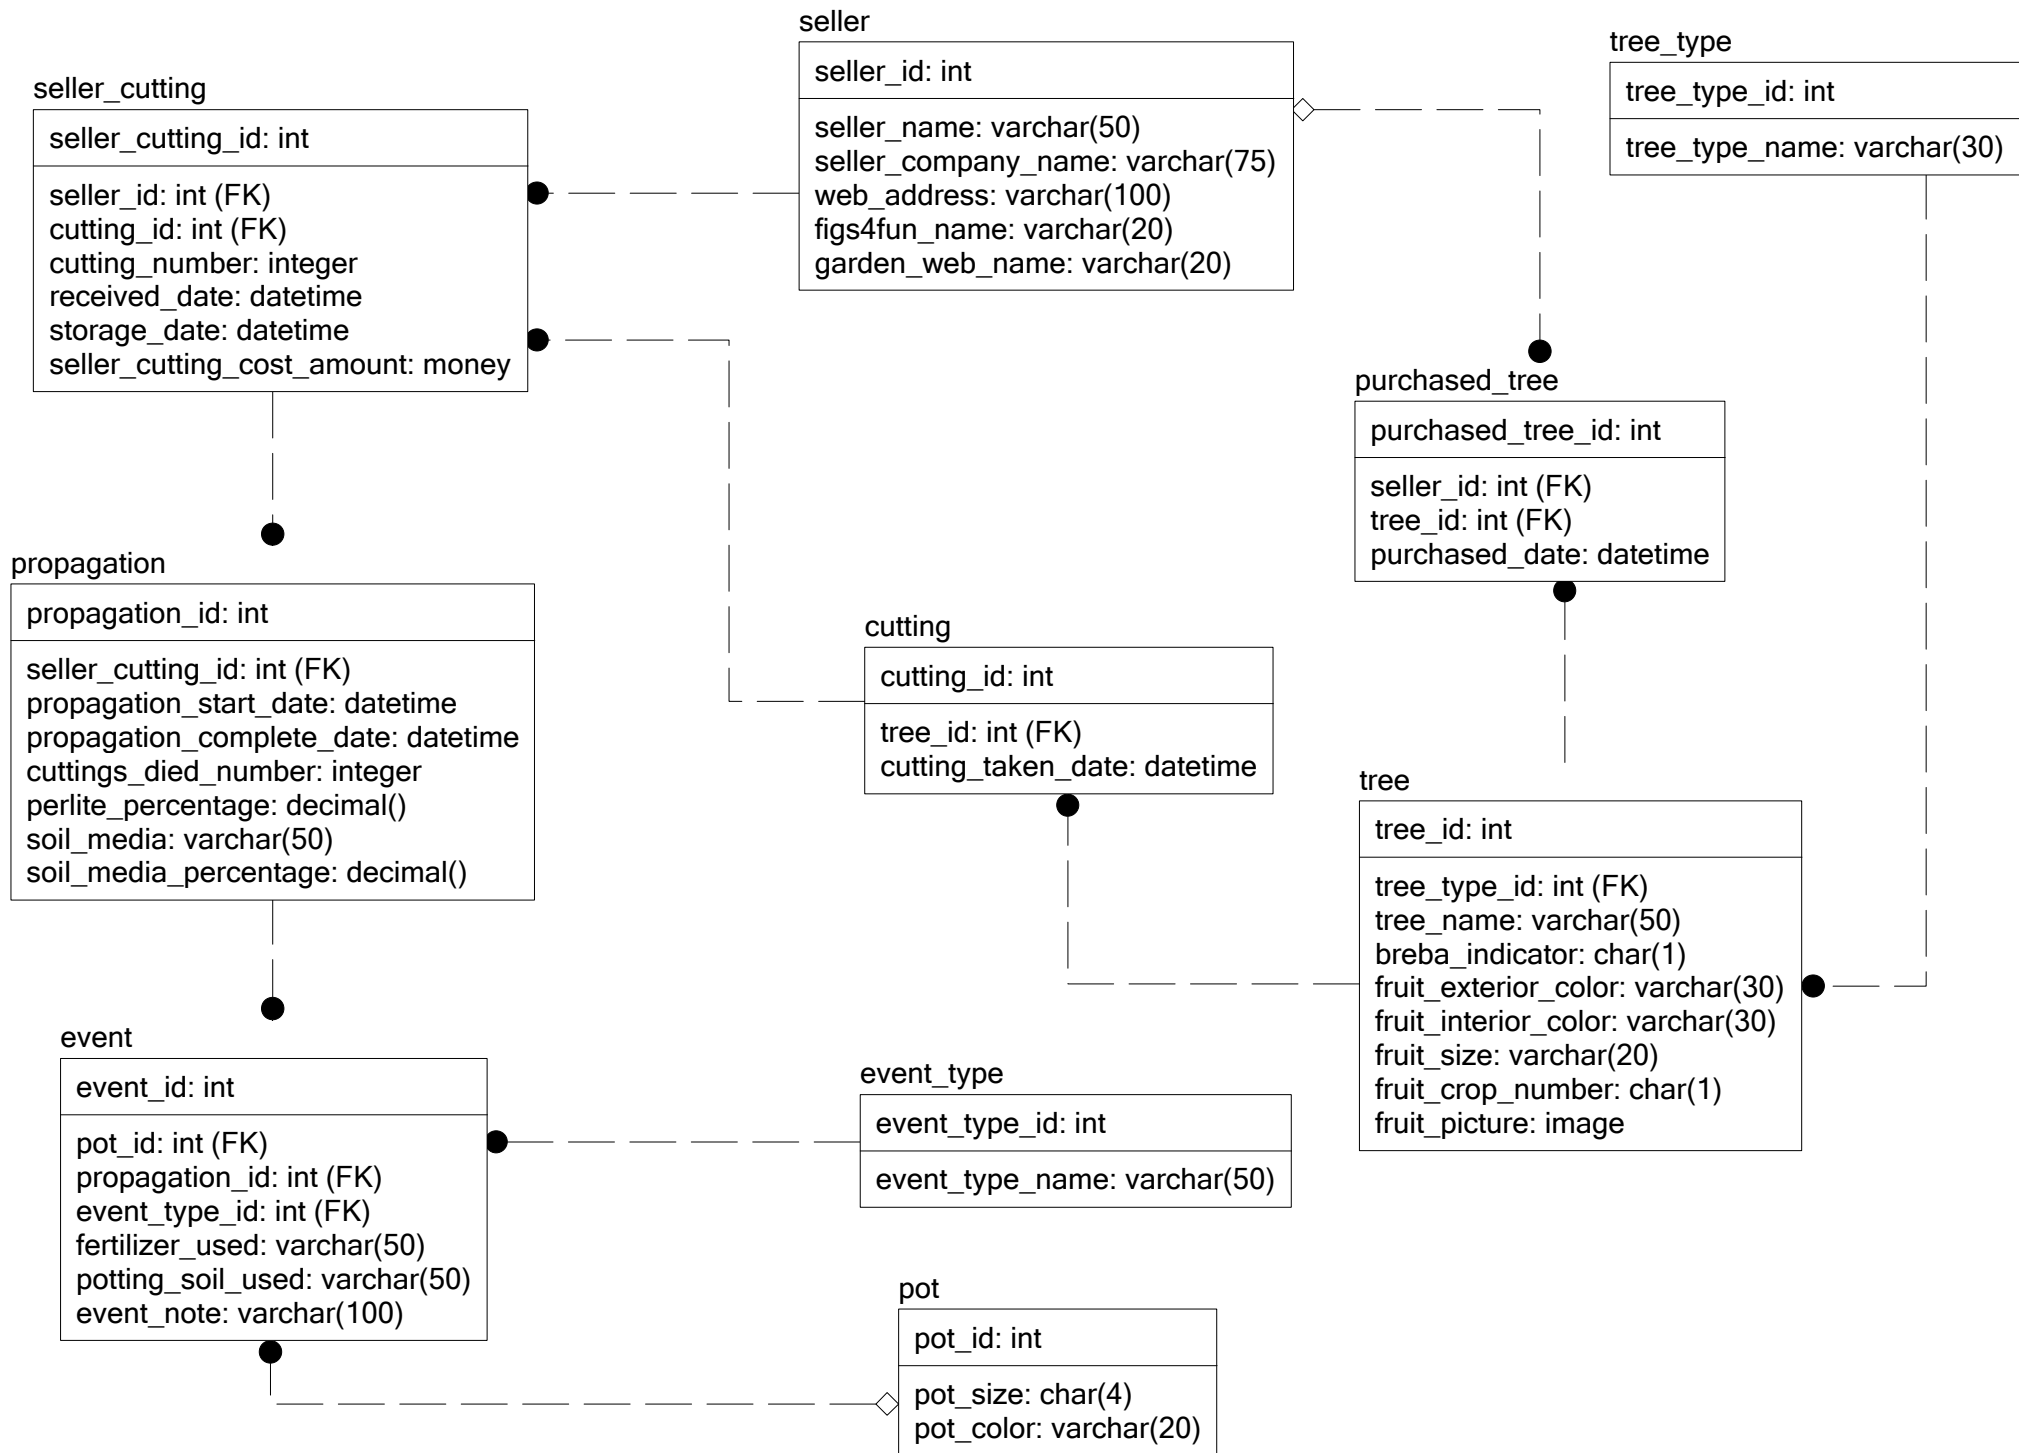 seller
seller_id: int
seller_name: varchar(50)
seller_company_name: varchar(75)
web_address: varchar(100)
figs4fun_name: varchar(20)
garden_web_name: varchar(20)
tree_type
tree_type_id: int
tree_type_name: varchar(30)
seller_cutting
seller_cutting_id: int
seller_id: int (FK)
cutting_id: int (FK)
cutting_number: integer
received_date: datetime
storage_date: datetime
seller_cutting_cost_amount: money
purchased_tree
purchased_tree_id: int
seller_id: int (FK)
tree_id: int (FK)
purchased_date: datetime
propagation
propagation_id: int
seller_cutting_id: int (FK)
propagation_start_date: datetime
propagation_complete_date: datetime
cuttings_died_number: integer
perlite_percentage: decimal()
soil_media: varchar(50)
soil_media_percentage: decimal()
cutting
cutting_id: int
tree_id: int (FK)
cutting_taken_date: datetime
tree
tree_id: int
tree_type_id: int (FK)
tree_name: varchar(50)
breba_indicator: char(1)
fruit_exterior_color: varchar(30)
fruit_interior_color: varchar(30)
fruit_size: varchar(20)
fruit_crop_number: char(1)
fruit_picture: image
event
event_id: int
pot_id: int (FK)
propagation_id: int (FK)
event_type_id: int (FK)
fertilizer_used: varchar(50)
potting_soil_used: varchar(50)
event_note: varchar(100)
event_type
event_type_id: int
event_type_name: varchar(50)
pot
pot_id: int
pot_size: char(4)
pot_color: varchar(20)